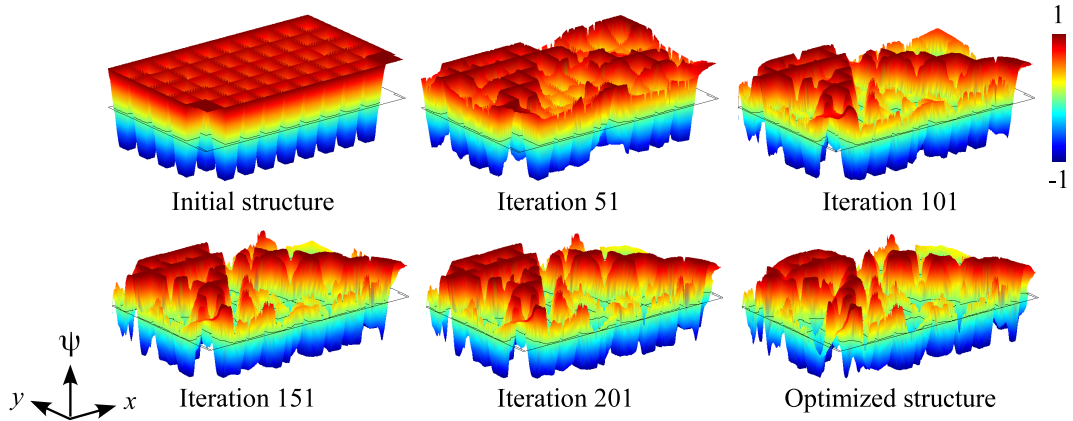 1
-1
Initial structure
Iteration 51
Iteration 101
Iteration 151
Iteration 201
Optimized structure
ψ
y
x